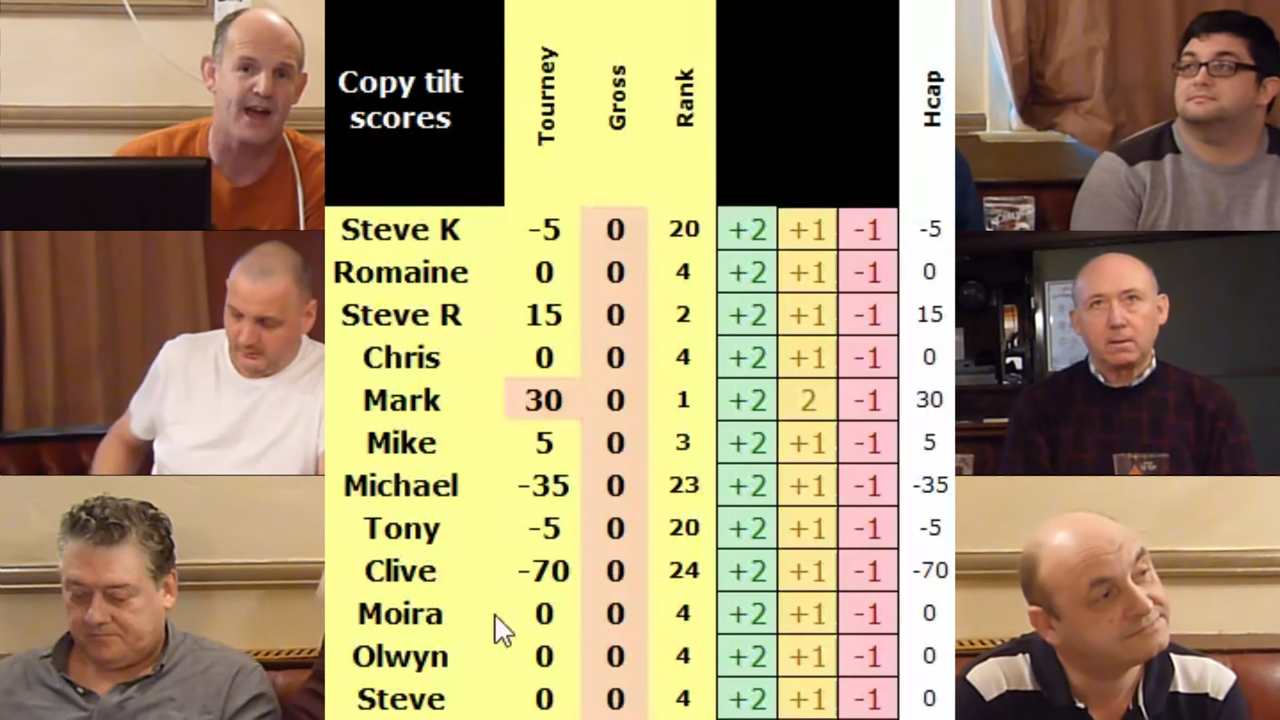 Copy tilt scores Tourney Gross Rank Hcap
Steve K -5 0 20 +2 +1 -1 -5
Romaine 0 0 4 +2 +1 -1 0
Steve R 15 0 2 +2 +1 -1 15
Chris 0 0 4 +2 +1 -1 0
Mark 30 0 1 +2 2 -1 30
Mike 5 0 3 +2 +1 -1 5
Michael -35 0 23 +2 +1 -1 -35
Tony -5 0 20 +2 +1 -1 -5
Clive -70 0 24 +2 +1 -1 -70
Moira 0 0 4 +2 +1 -1 0
Olwyn 0 0 4 +2 +1 -1 0
Steve 0 0 4 +2 +1 -1 0